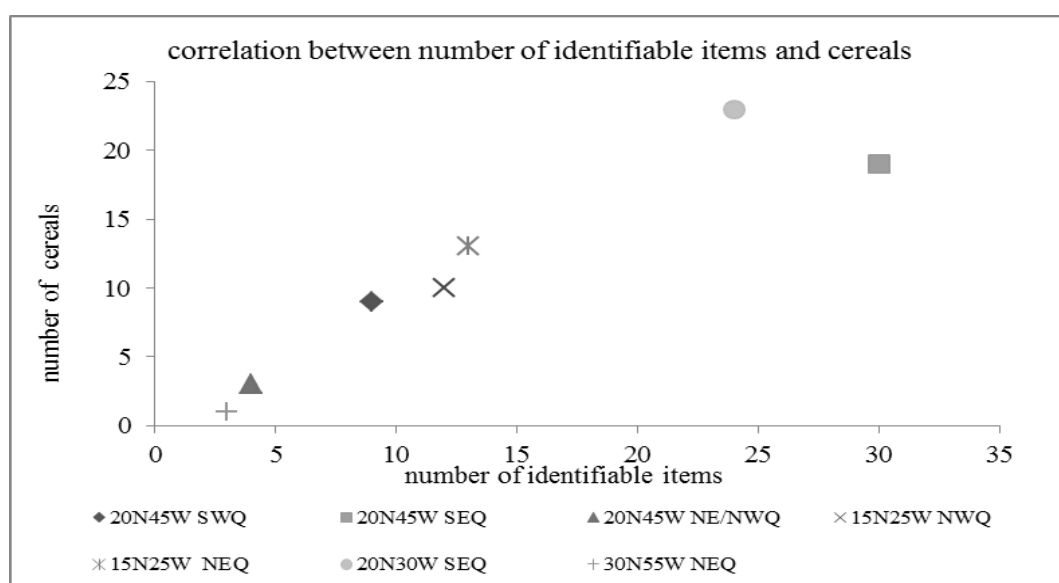 correlation between number of identifiable items and cereals
25
20
15
10
5
0
number of cereals
0 5 10 15 20 25 30 35
number of identifiable items
20N45W SWQ 20N45W SEQ 20N45W NE/NWQ 15N25W NWQ
15N25W NEQ 20N30W SEQ 30N55W NEQ